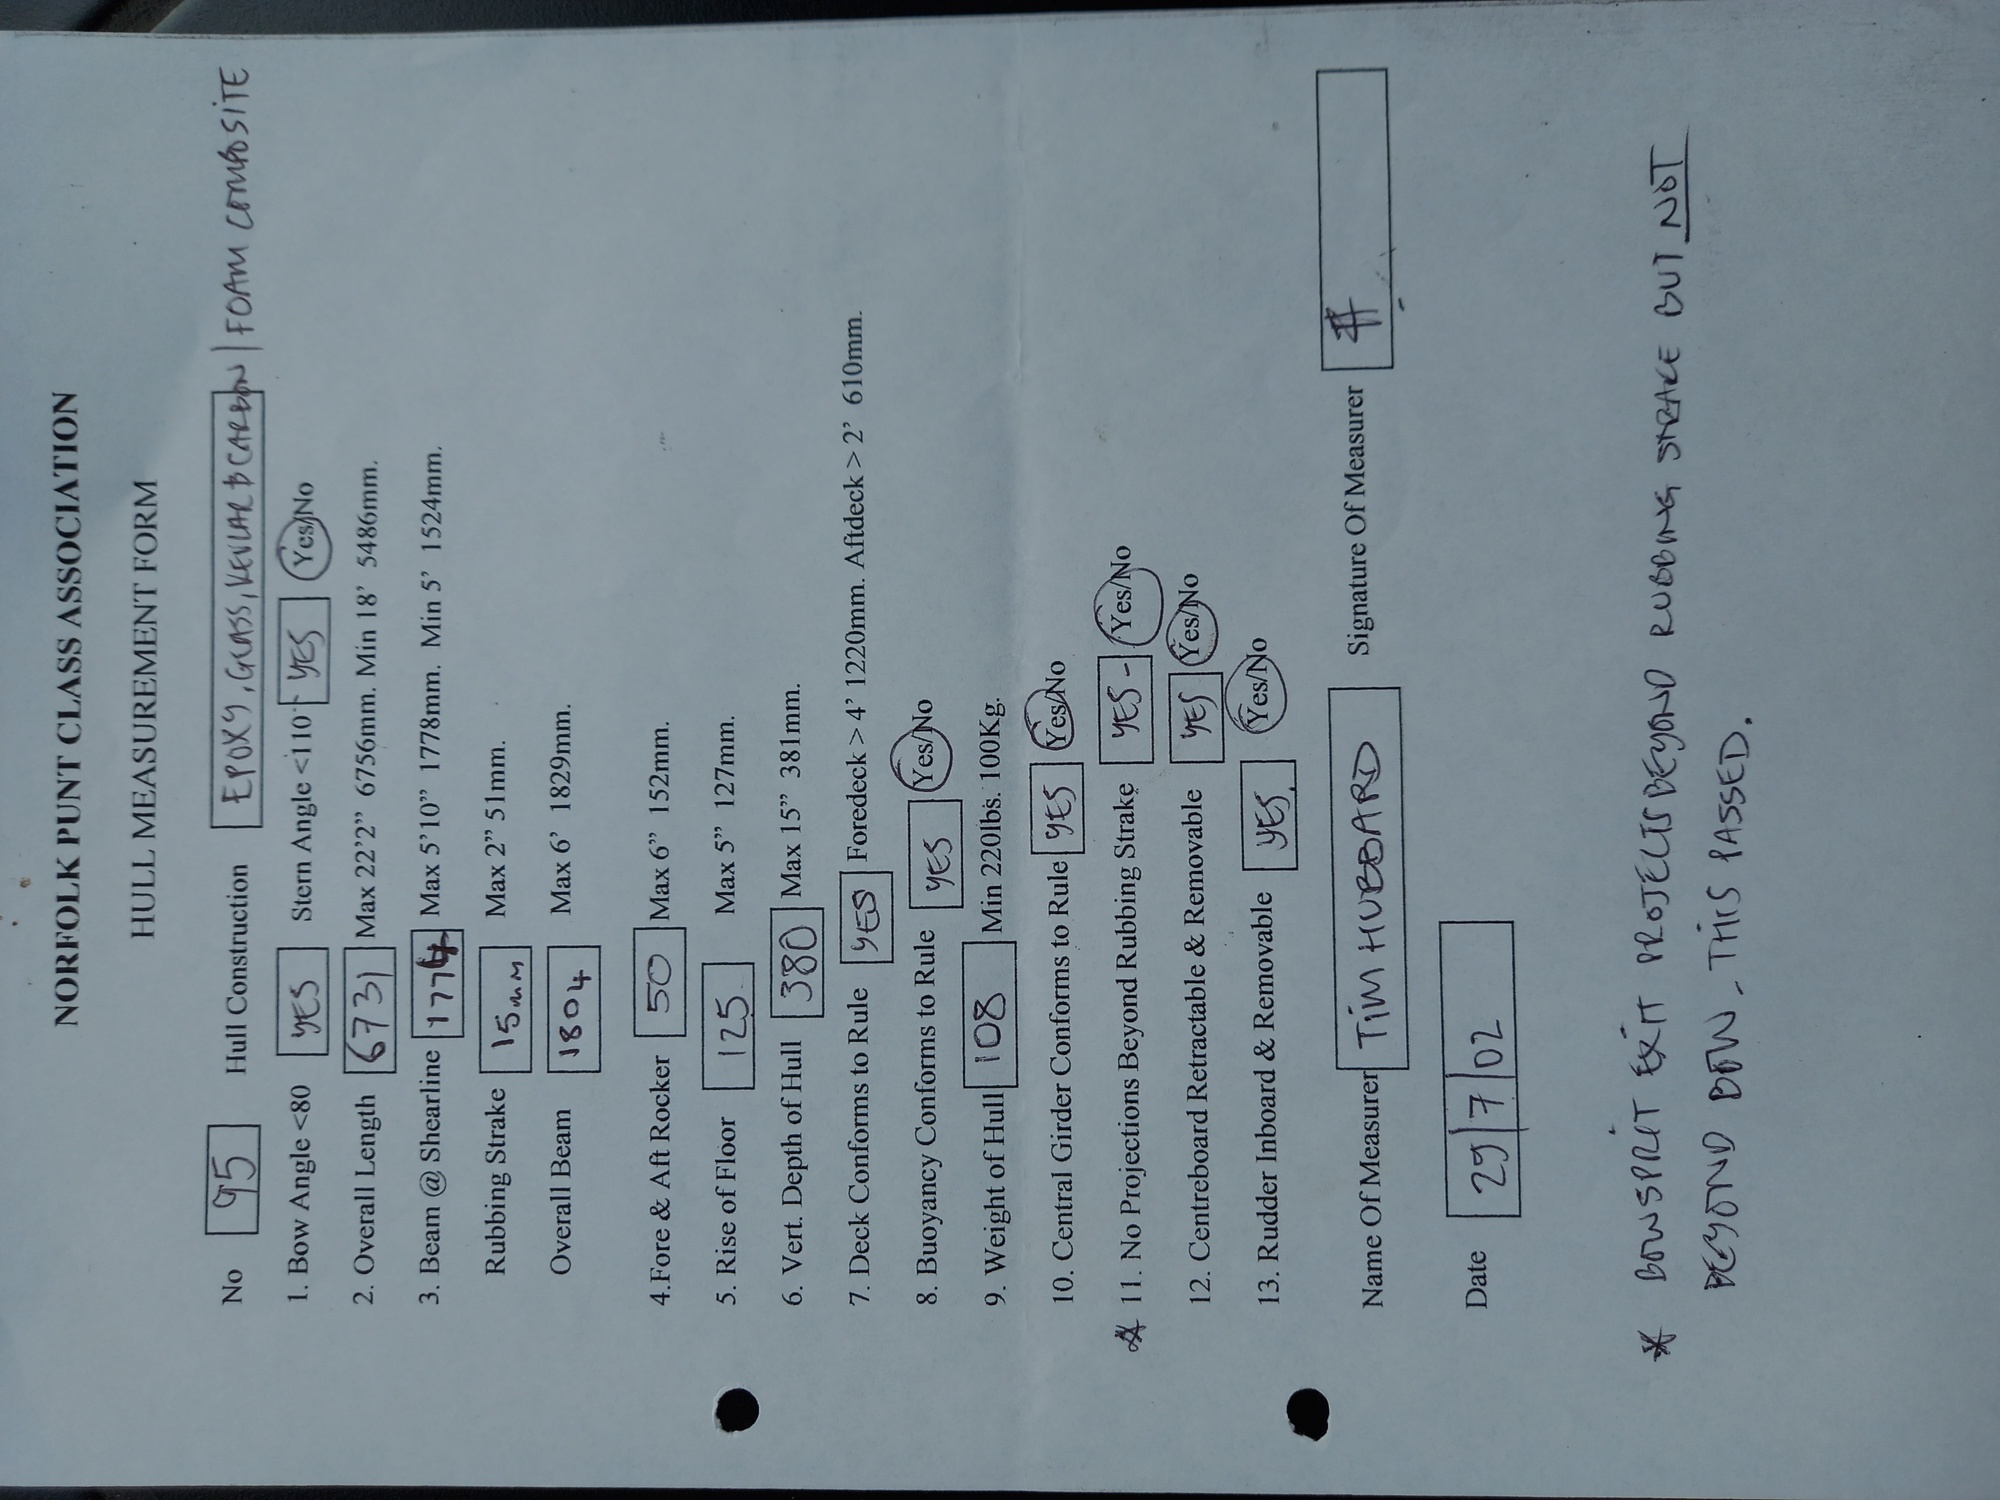 NORFOLK PUNT CLASS ASSOCIATION
HULL MEASUREMENT FORM
No 95 Hull Construction EPOXY, GLASS, KEVLAR & CARBON / FOAM COMPOSITE
1. Bow Angle <80 YES Stern Angle <110 YES Yes/No
2. Overall Length 6731 Max 22'2" 6756mm. Min 18' 5486mm.
3. Beam @ Shearline 1774 Max 5'10" 1778mm. Min 5' 1524mm.
Rubbing Strake 15mm Max 2" 51mm.
Overall Beam 1804 Max 6' 1829mm.
4.Fore & Aft Rocker 50 Max 6" 152mm.
5. Rise of Floor 125 Max 5" 127mm.
6. Vert. Depth of Hull 380 Max 15" 381mm.
7. Deck Conforms to Rule YES Foredeck > 4' 1220mm. Aftdeck > 2' 610mm.
8. Buoyancy Conforms to Rule YES Yes/No
9. Weight of Hull 108 Min 220lbs. 100Kg.
10. Central Girder Conforms to Rule YES Yes/No
* 11. No Projections Beyond Rubbing Strake YES - Yes/No
12. Centreboard Retractable & Removable YES Yes/No
13. Rudder Inboard & Removable YES. Yes/No
Name Of Measurer TIM HUBBARD Signature Of Measurer
Date 29/7/02
* BOWSPRIT EXIT PROJECTS BEYOND RUBBING STRAKE BUT NOT
BEYOND BOW - THIS PASSED.